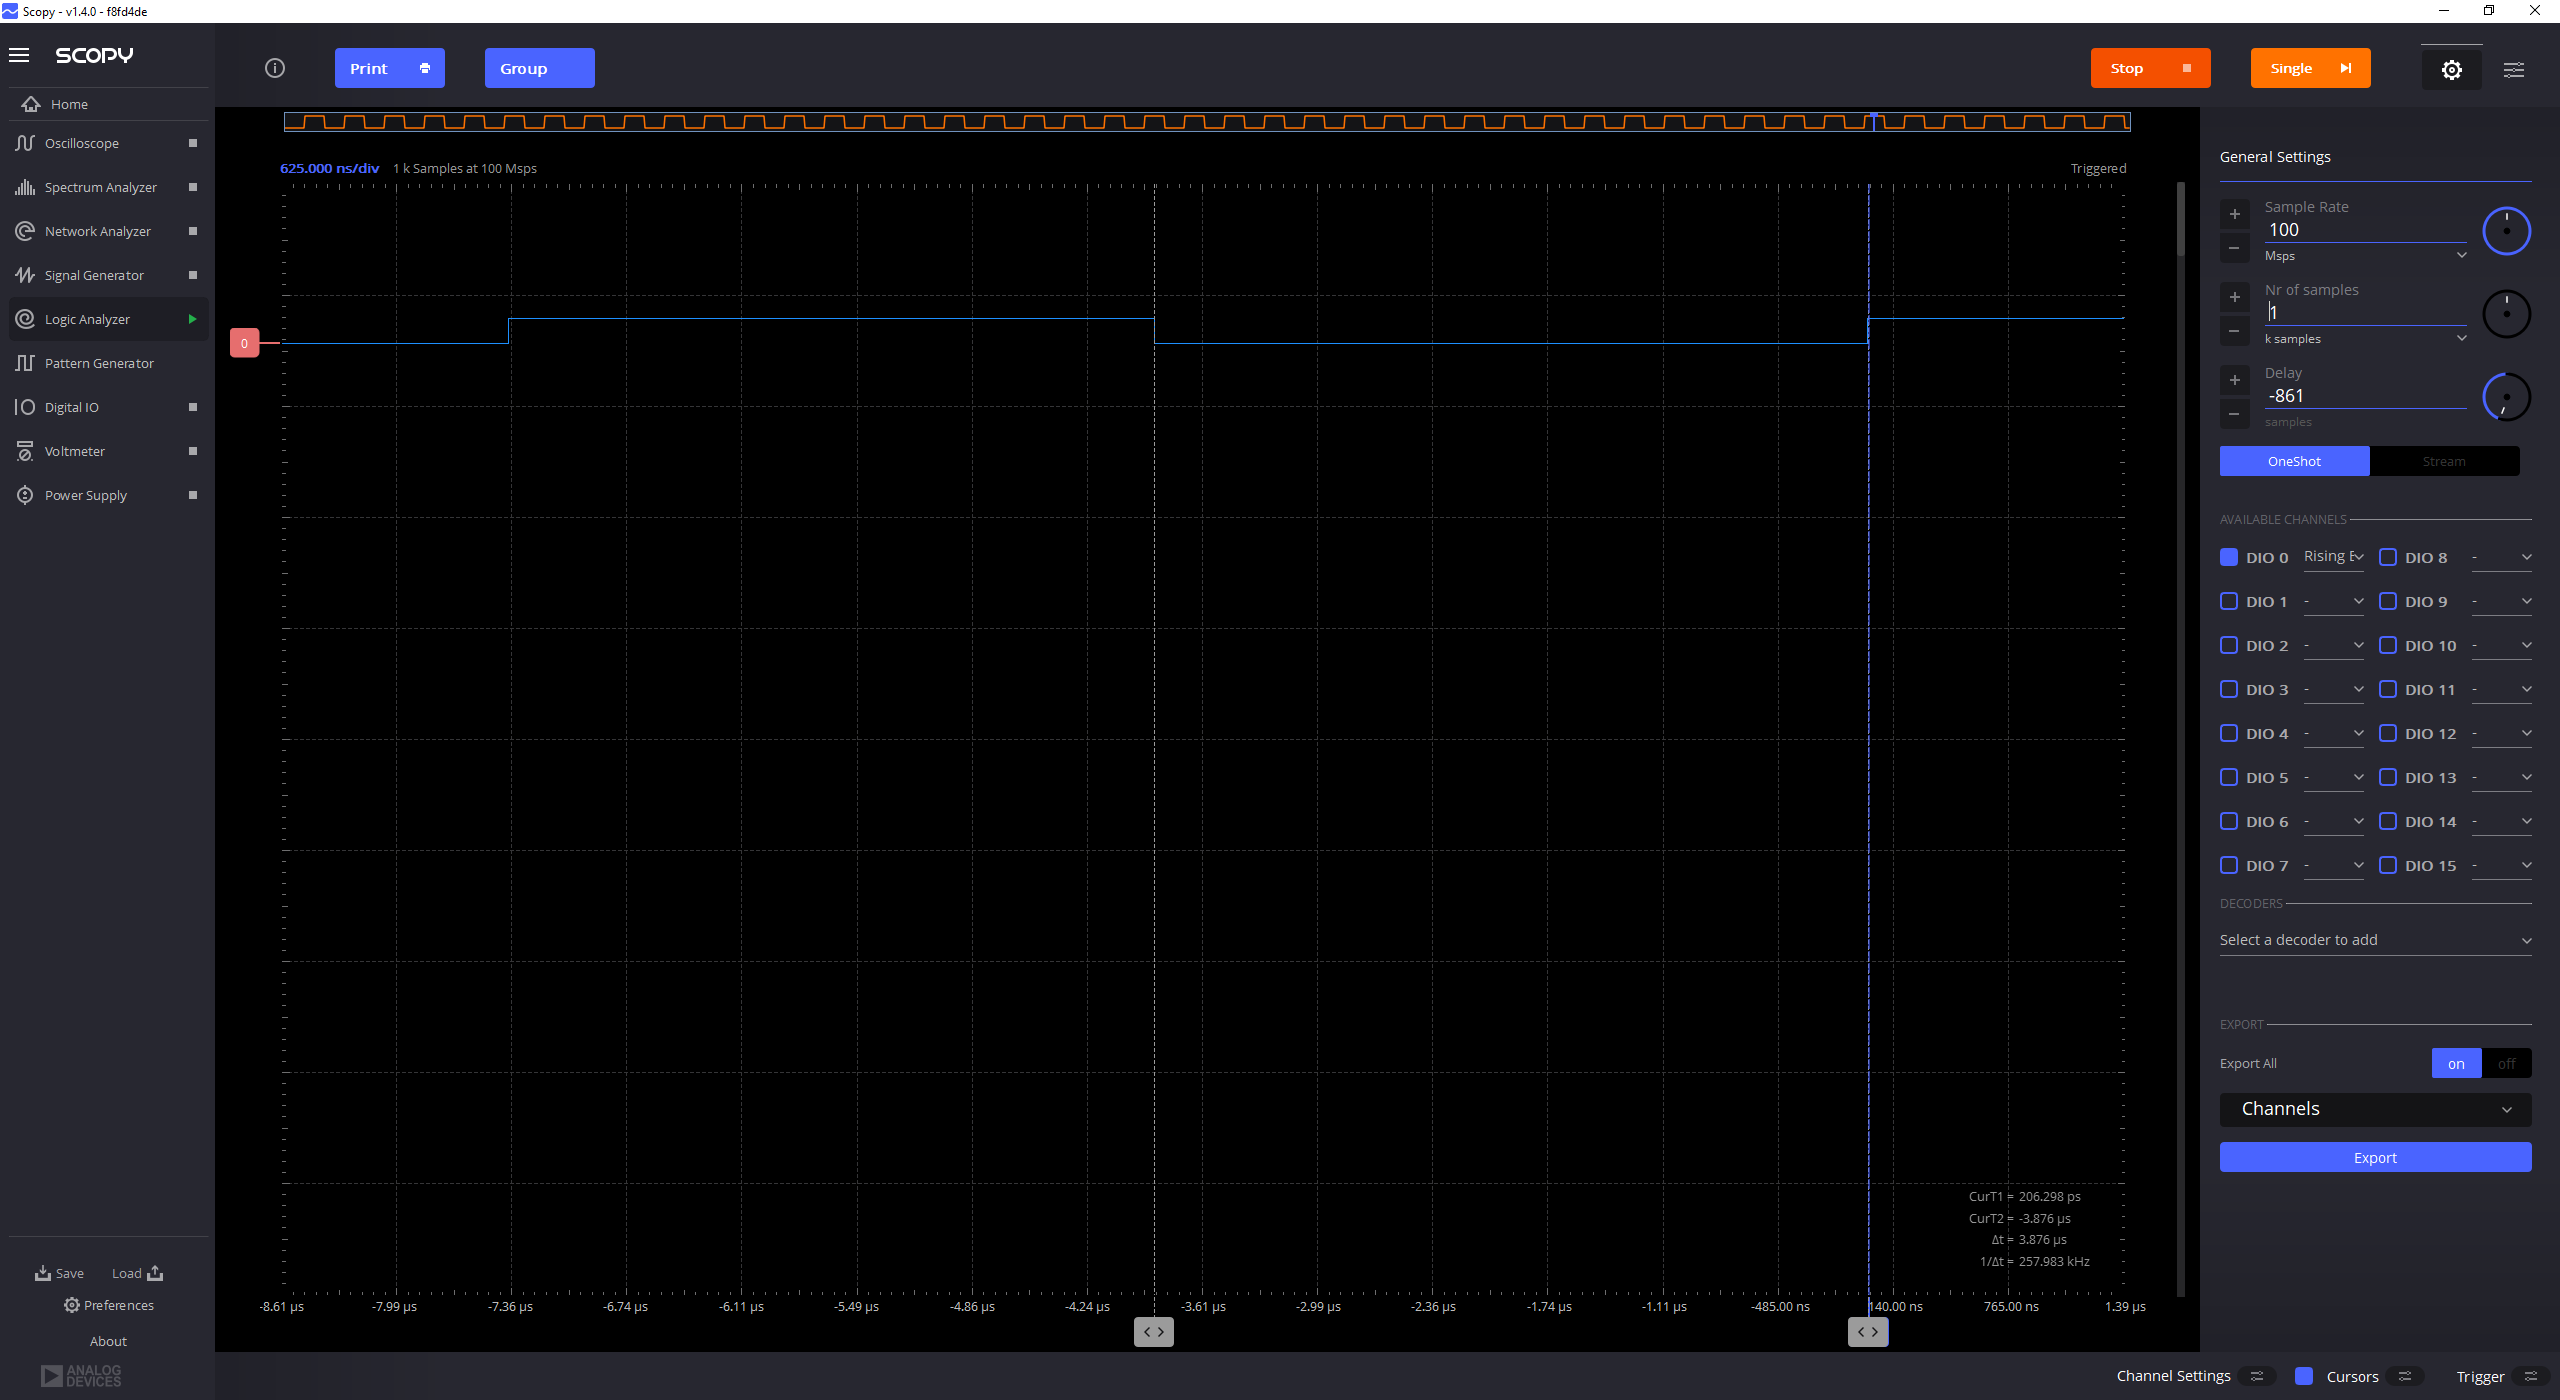 Scopy - v1.4.0 - f8fd4de
SCOPY
Print
Group
Stop
Single
Home
Oscilloscope
Spectrum Analyzer
Network Analyzer
Signal Generator
Logic Analyzer
Pattern Generator
Digital IO
Voltmeter
Power Supply
Save
Load
Preferences
About
ANALOG
DEVICES
625.000 ns/div 1 k Samples at 100 Msps
Triggered
0
CurT1 = 206.298 ps
CurT2 = -3.876 µs
Δt = 3.876 µs
1/Δt = 257.983 kHz
-8.61 µs -7.99 µs -7.36 µs -6.74 µs -6.11 µs -5.49 µs -4.86 µs -4.24 µs -3.61 µs -2.99 µs -2.36 µs -1.74 µs -1.11 µs -485.00 ns 140.00 ns 765.00 ns 1.39 µs
General Settings
Sample Rate
100
Msps
Nr of samples
1
k samples
Delay
-861
samples
OneShot Stream
AVAILABLE CHANNELS
DIO 0 Rising E DIO 8 -
DIO 1 - DIO 9 -
DIO 2 - DIO 10 -
DIO 3 - DIO 11 -
DIO 4 - DIO 12 -
DIO 5 - DIO 13 -
DIO 6 - DIO 14 -
DIO 7 - DIO 15 -
DECODERS
Select a decoder to add
EXPORT
Export All on off
Channels
Export
Channel Settings Cursors Trigger